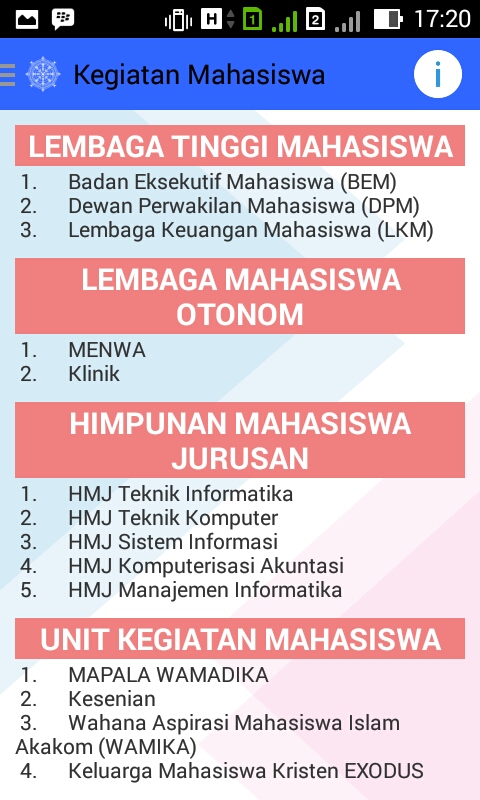 H 1 2 17:20
Kegiatan Mahasiswa i
LEMBAGA TINGGI MAHASISWA
1. Badan Eksekutif Mahasiswa (BEM)
2. Dewan Perwakilan Mahasiswa (DPM)
3. Lembaga Keuangan Mahasiswa (LKM)
LEMBAGA MAHASISWA
OTONOM
1. MENWA
2. Klinik
HIMPUNAN MAHASISWA
JURUSAN
1. HMJ Teknik Informatika
2. HMJ Teknik Komputer
3. HMJ Sistem Informasi
4. HMJ Komputerisasi Akuntasi
5. HMJ Manajemen Informatika
UNIT KEGIATAN MAHASISWA
1. MAPALA WAMADIKA
2. Kesenian
3. Wahana Aspirasi Mahasiswa Islam
Akakom (WAMIKA)
4. Keluarga Mahasiswa Kristen EXODUS